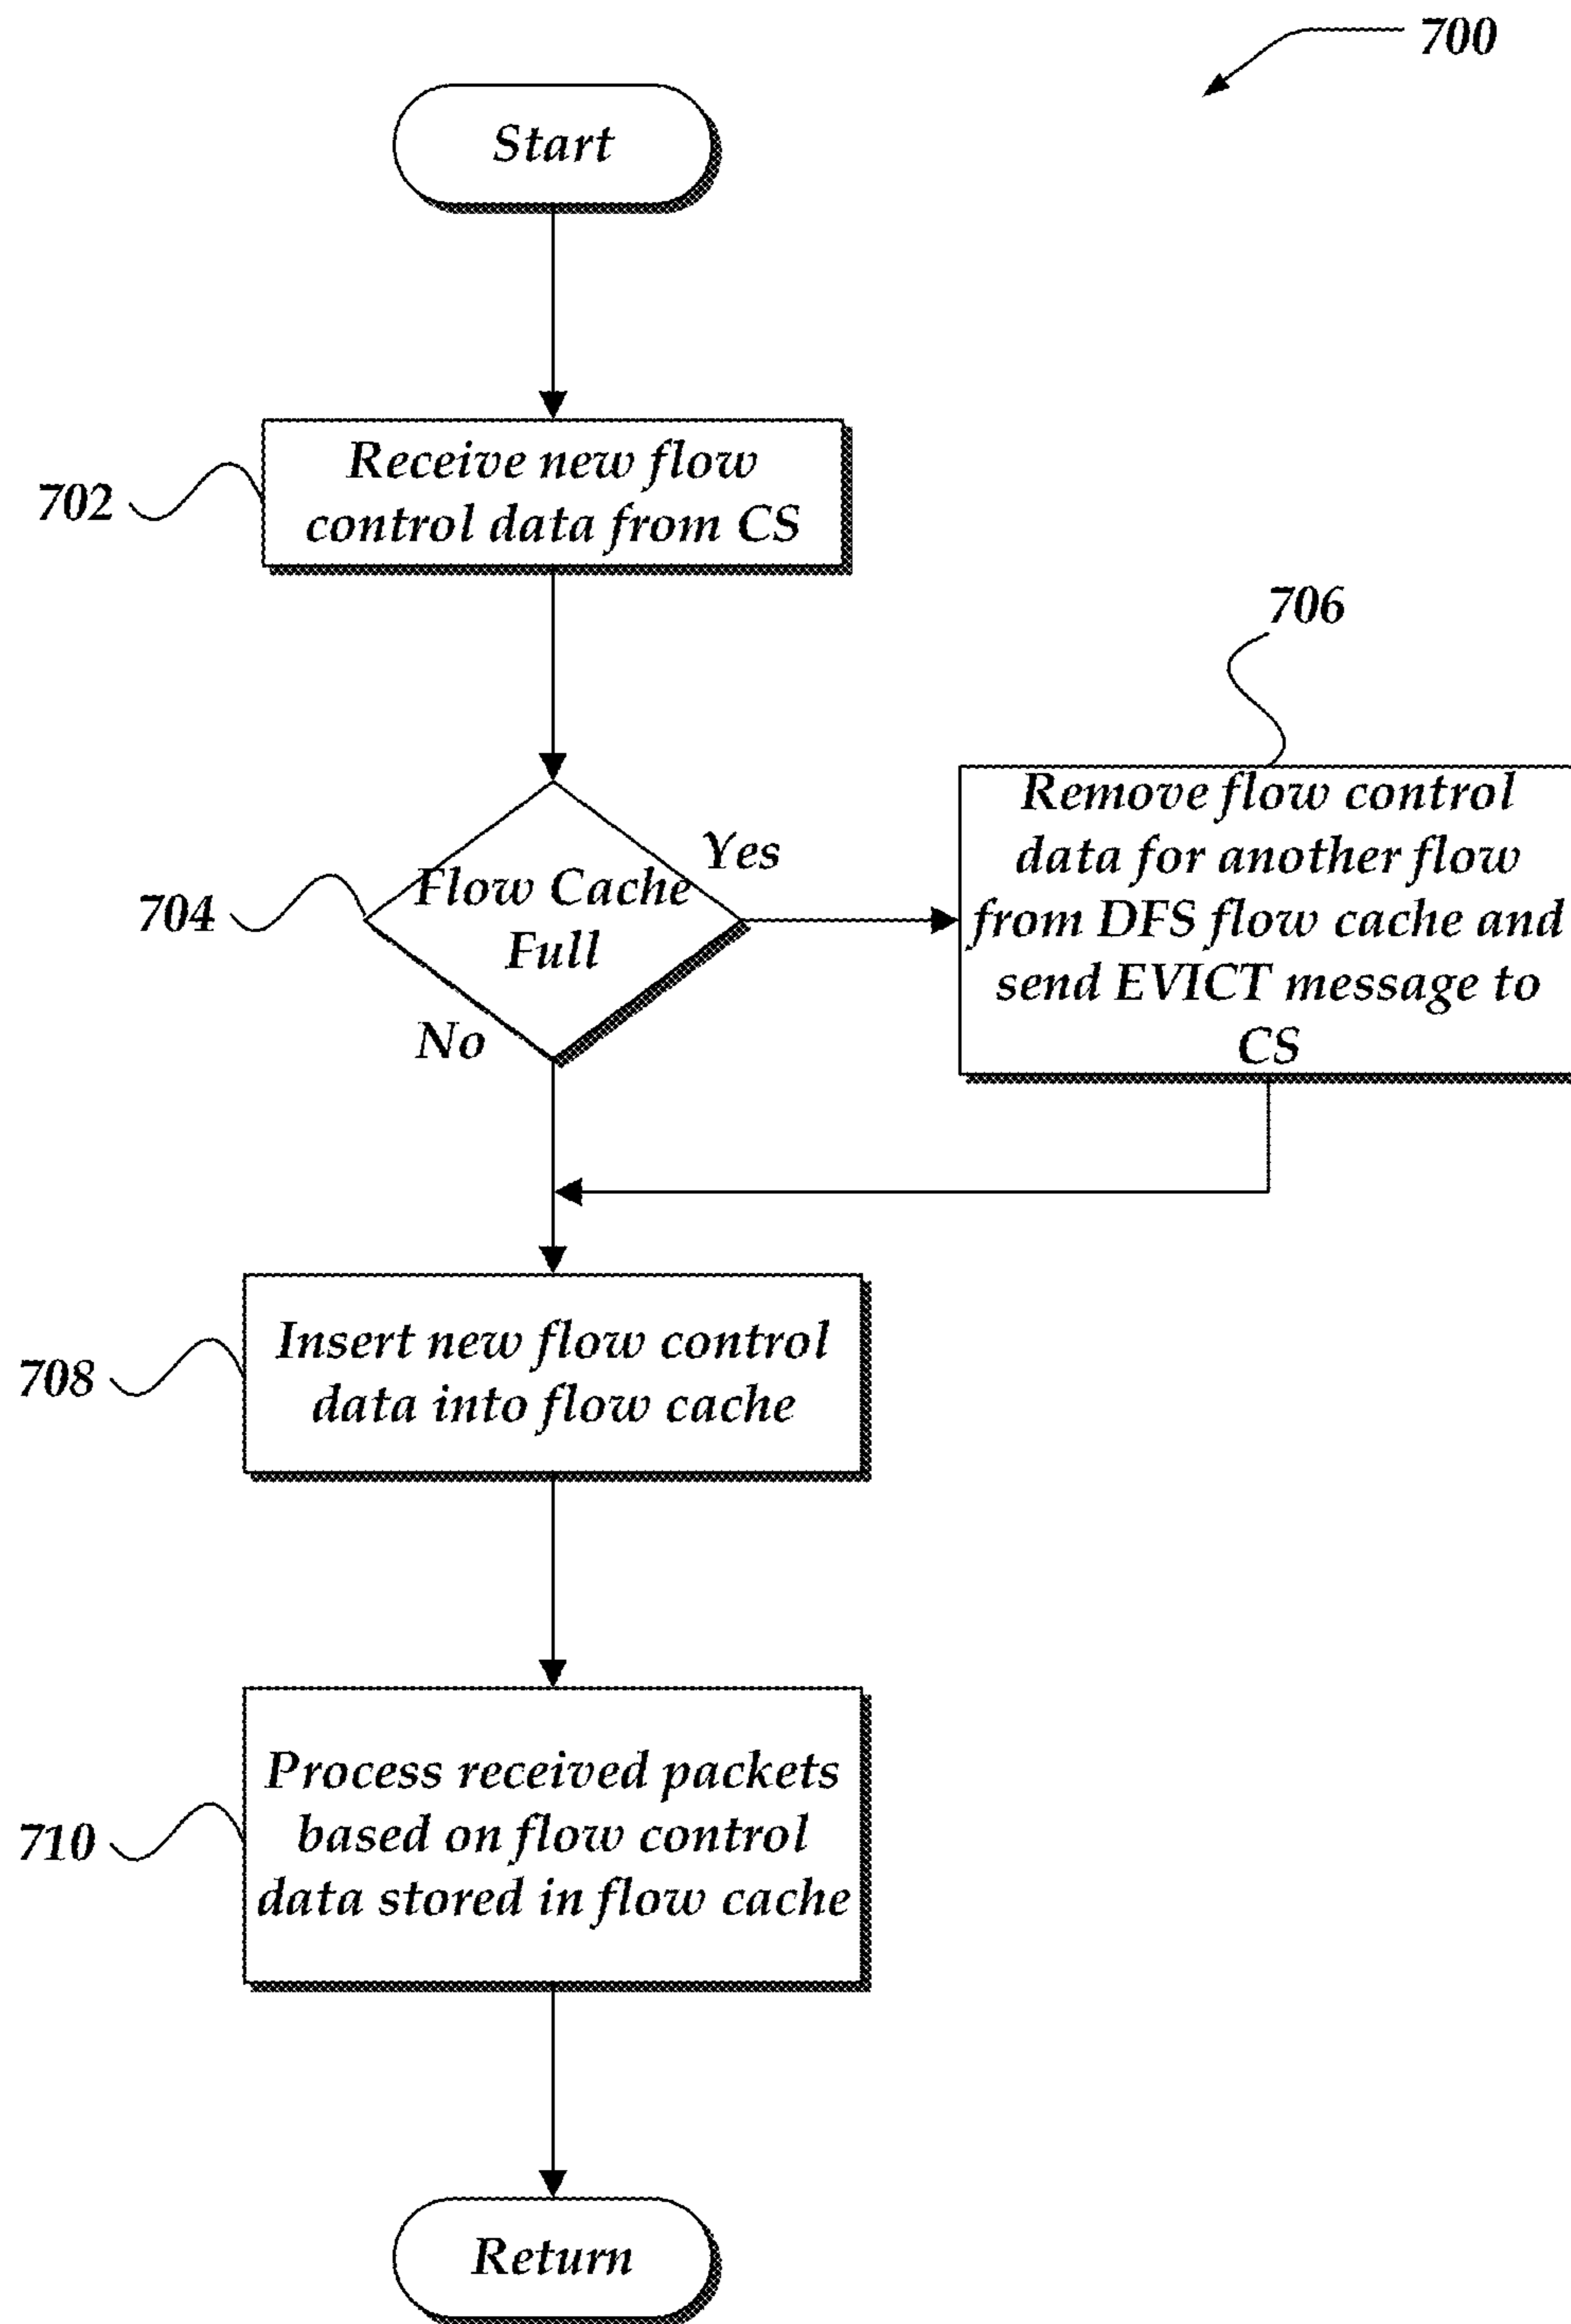 700
Start
702
Receive new flow
control data from CS
706
704
Flow Cache
Full
Yes
No
Remove flow control
data for another flow
from DFS flow cache and
send EVICT message to
CS
708
Insert new flow control
data into flow cache
710
Process received packets
based on flow control
data stored in flow cache
Return